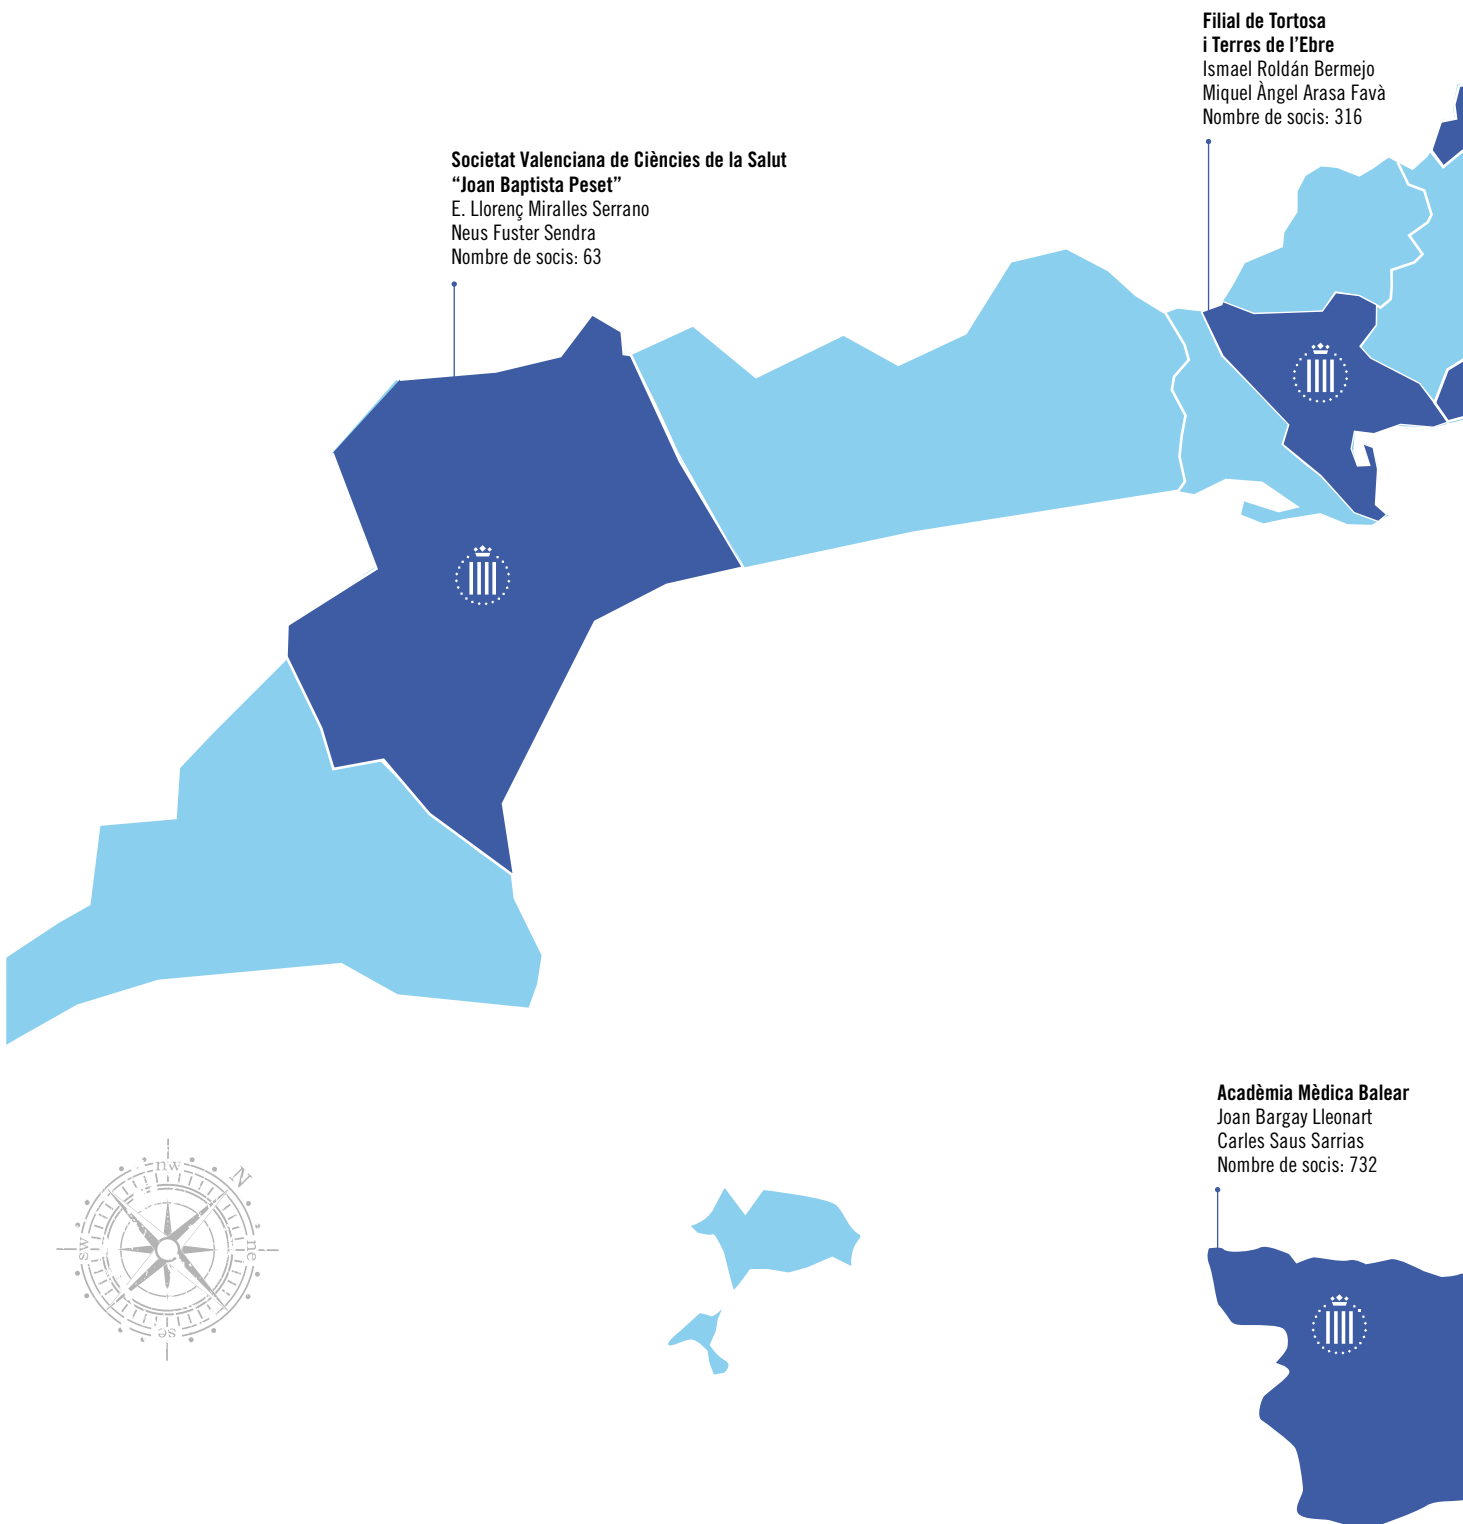 Filial de Tortosa
i Terres de l’Ebre
Ismael Roldán Bermejo
Miquel Àngel Arasa Favà
Nombre de socis: 316
Societat Valenciana de Ciències de la Salut
“Joan Baptista Peset”
E. Llorenç Miralles Serrano
Neus Fuster Sendra
Nombre de socis: 63
Acadèmia Mèdica Balear
Joan Bargay Lleonart
Carles Saus Sarrias
Nombre de socis: 732
nw
N
sw
ne
se